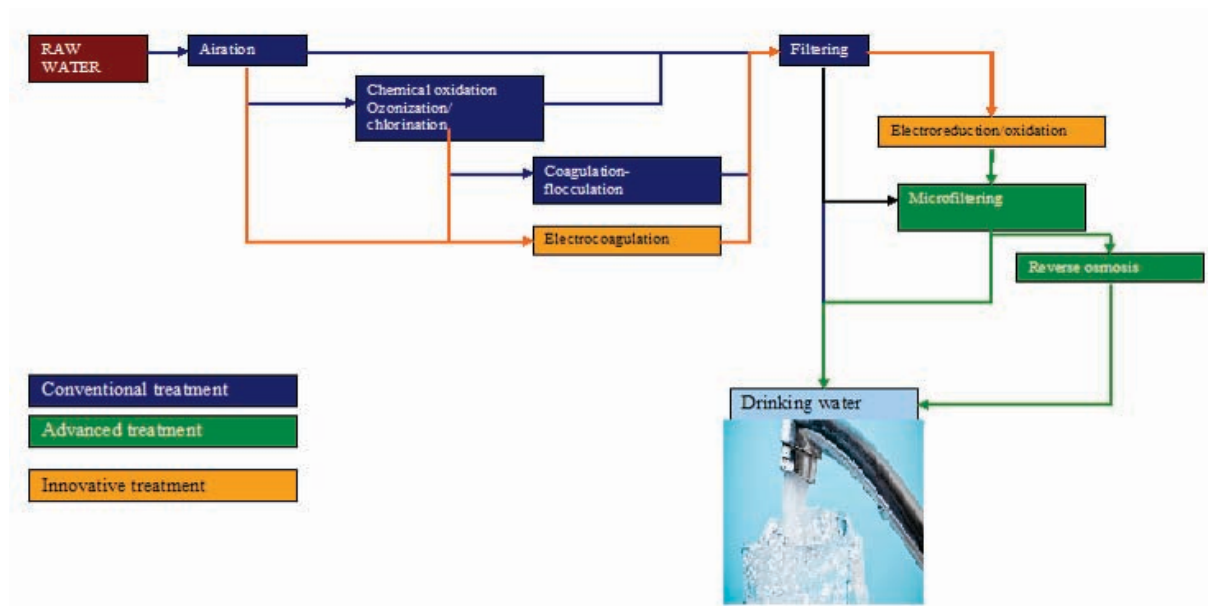 RAW
WATER
Airation
Filtering
Chemical oxidation
Ozonization/
chlorination
Electroreduction/oxidation
Coagulation-
flocculation
Microfiltering
Electrocoagulation
Reverse osmosis
Conventional treatment
Drinking water
Advanced treatment
Innovative treatment